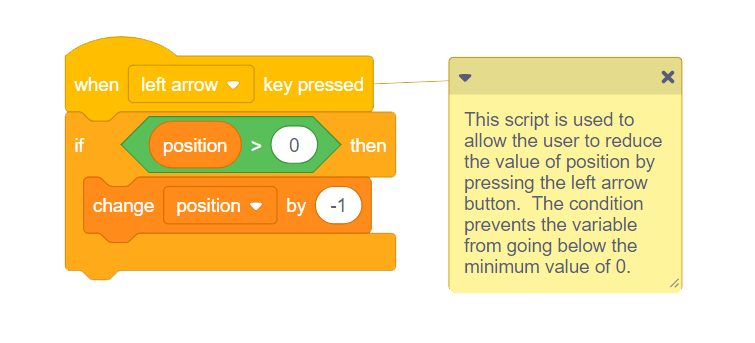 when left arrow key pressed
if position > 0 then
change position by -1
This script is used to
allow the user to reduce
the value of position by
pressing the left arrow
button. The condition
prevents the variable
from going below the
minimum value of 0.